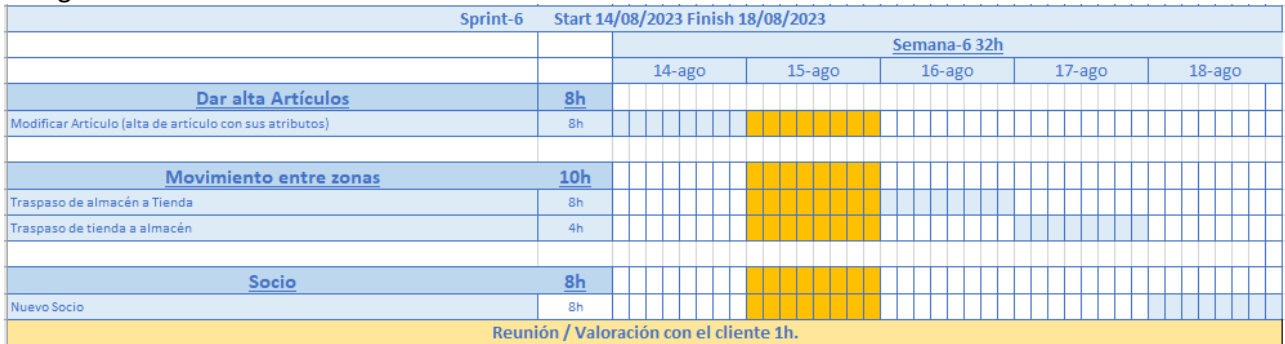 Sprint-6 Start 14/08/2023 Finish 18/08/2023
Semana-6 32h
14-ago 15-ago 16-ago 17-ago 18-ago
Dar alta Artículos 8h
Modificar Artículo (alta de artículo con sus atributos) 8h
Movimiento entre zonas 10h
Traspaso de almacén a Tienda 8h
Traspaso de tienda a almacén 4h
Socio 8h
Nuevo Socio 8h
Reunión / Valoración con el cliente 1h.